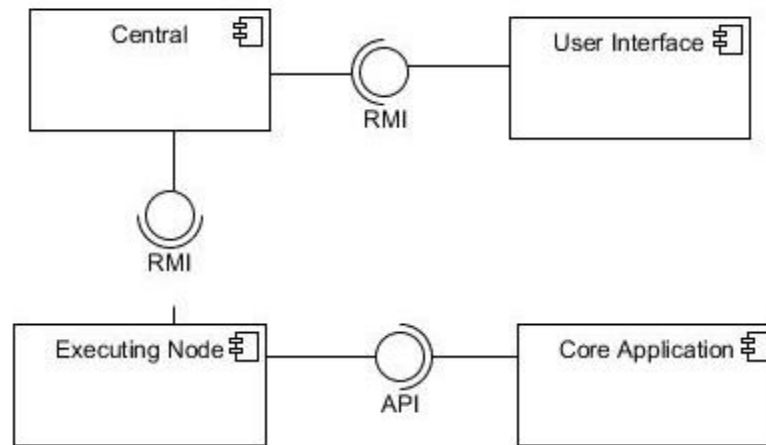 Central
User Interface
RMI
RMI
Executing Node
Core Application
API